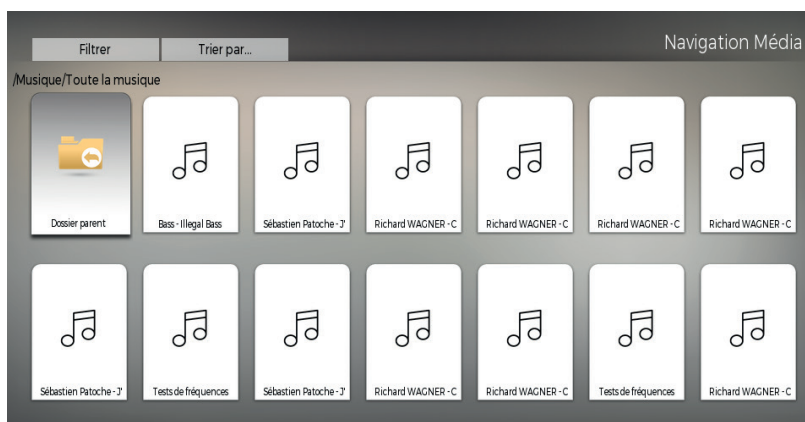 Filtrer
Trier par...
Navigation Média
/Musique/Toute la musique
Dossier parent
Bass - Illegal Bass
Sébastien Patoche - J'
Richard WAGNER - C
Richard WAGNER - C
Richard WAGNER - C
Richard WAGNER - C
Sébastien Patoche - J'
Tests de fréquences
Sébastien Patoche - J'
Richard WAGNER - C
Richard WAGNER - C
Tests de fréquences
Richard WAGNER - C